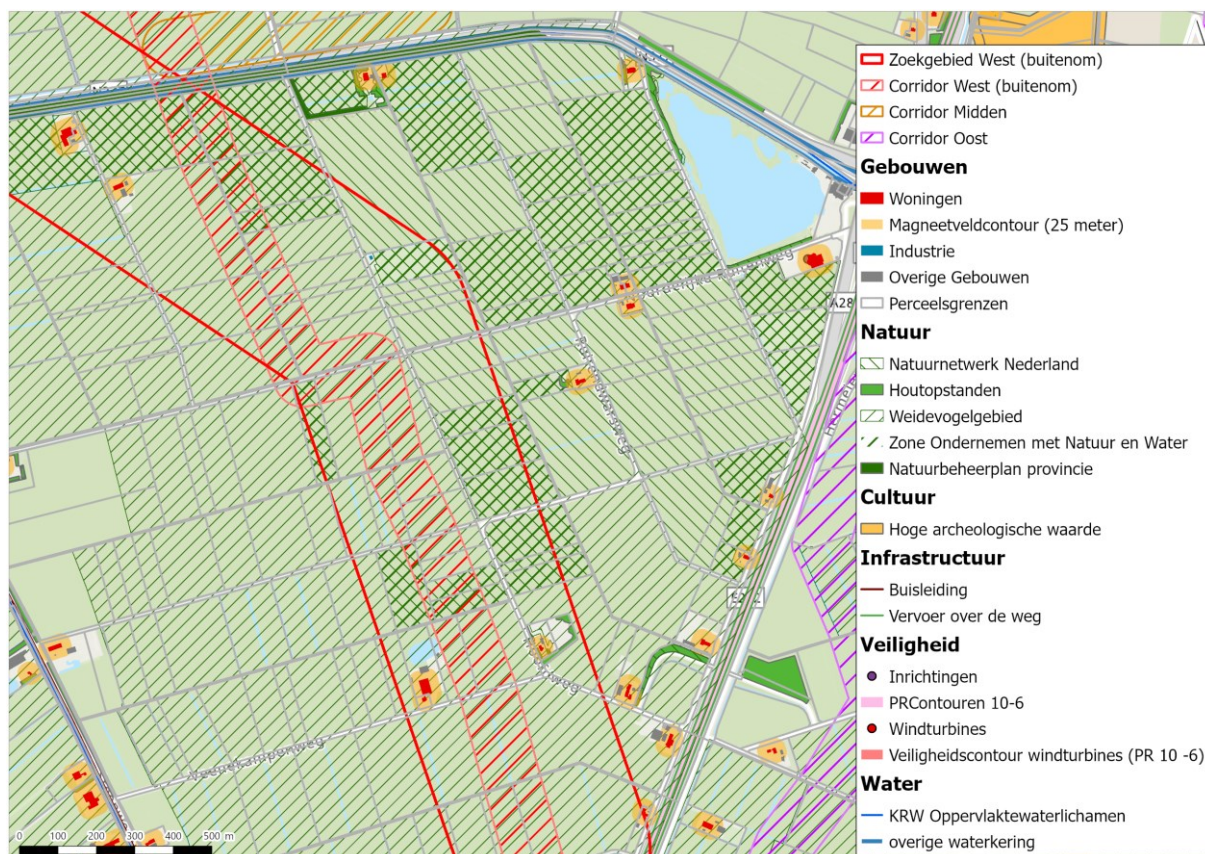 Zoekgebied West (buitenom)
Corridor West (buitenom)
Corridor Midden
Corridor Oost
Gebouwen
Woningen
Magneetveldcontour (25 meter)
Industrie
Overige Gebouwen
Perceelsgrenzen
Natuur
Natuurnetwerk Nederland
Houtopstanden
Weidevogelgebied
Zone Ondernemen met Natuur en Water
Natuurbeheerplan provincie
Cultuur
Hoge archeologische waarde
Infrastructuur
Buisleiding
Vervoer over de weg
Veiligheid
Inrichtingen
PRContouren 10-6
Windturbines
Veiligheidscontour windturbines (PR 10 -6)
Water
KRW Oppervlaktewaterlichamen
overige waterkering
A28
E232
Veenekamperweg
0 100 200 300 400 500 m